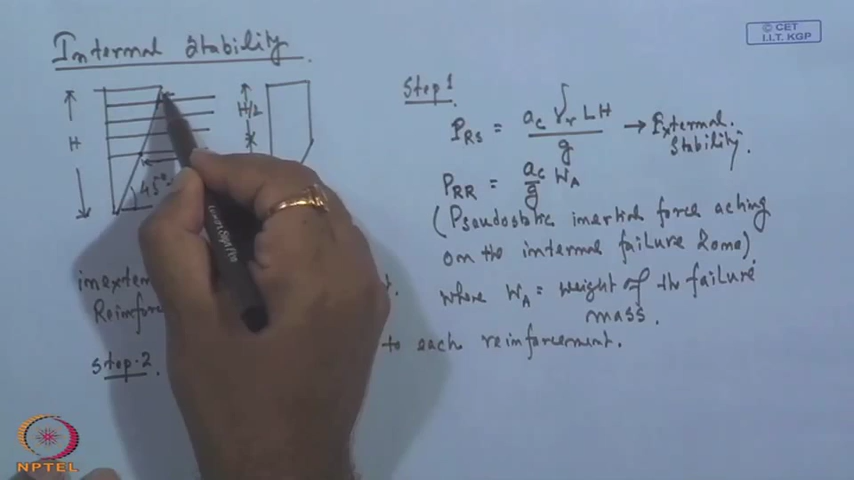 Internal Stability
© CET
I.I.T. KGP
H
45°
H/2
Step 1
P_RS = a_c γ_r L H / g → External Stability
P_RR = a_c / g W_A
(Pseudostatic inertial force acting
on the internal failure zone).
where W_A = weight of the failure
mass.
Step-2
to each reinforcement.
NPTEL